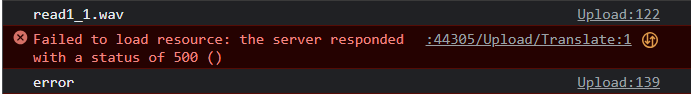 read1_1.wav Upload:122
Failed to load resource: the server responded :44305/Upload/Translate:1
with a status of 500 ()
error Upload:139